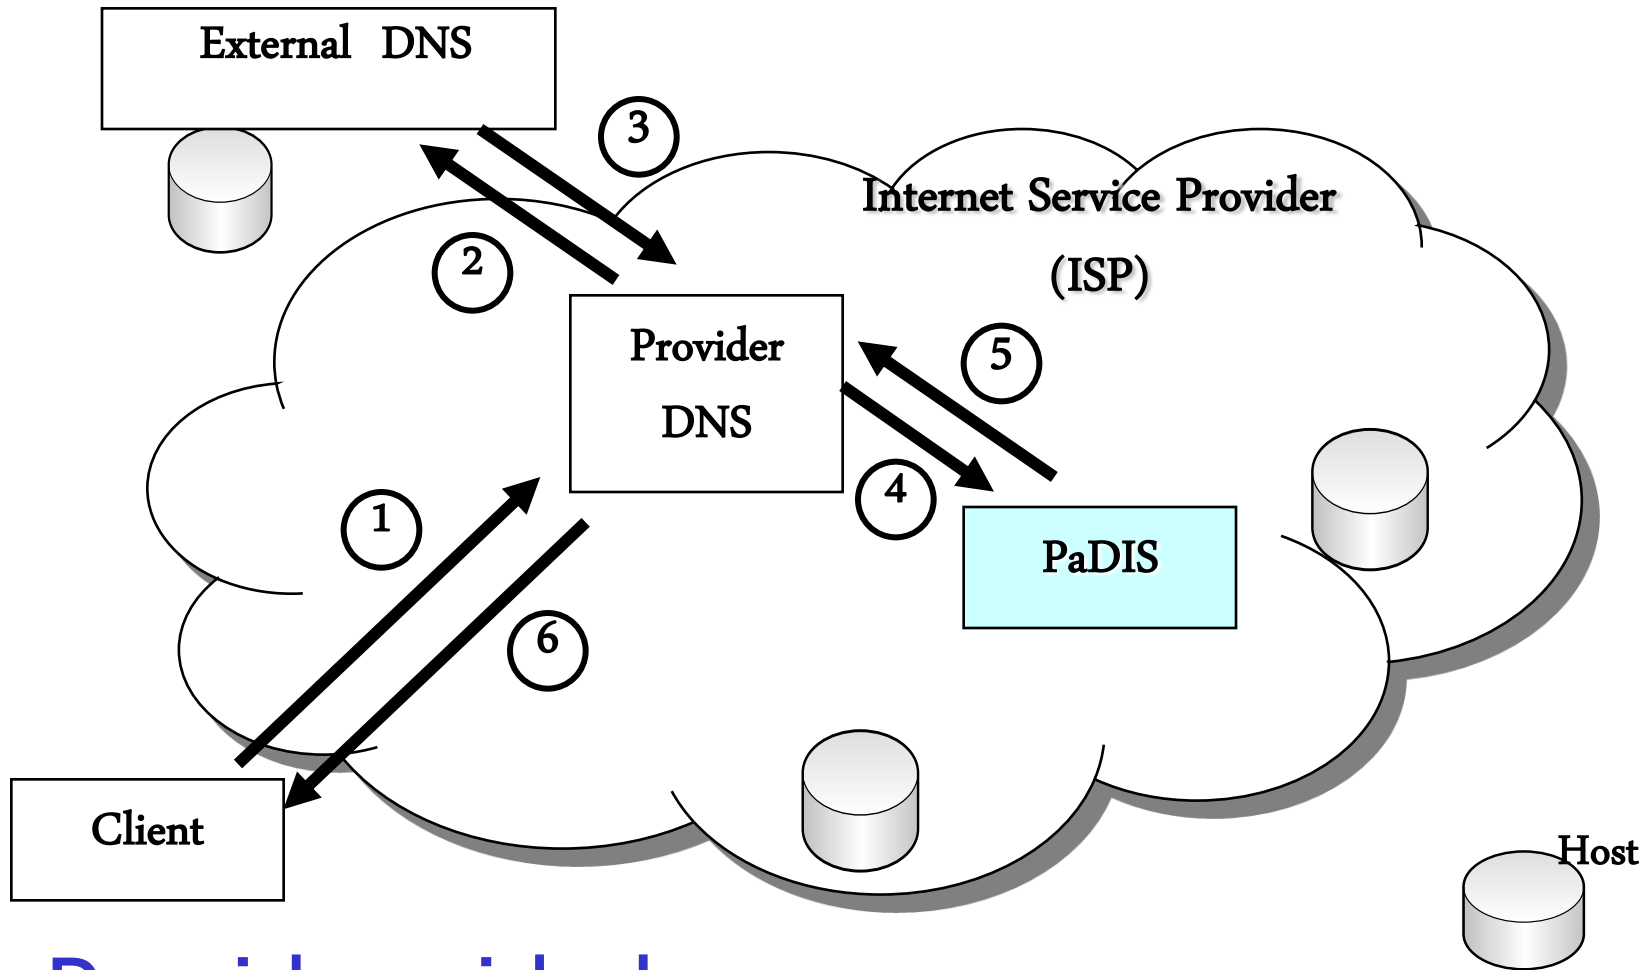 External DNS
3
Internet Service Provider
(ISP)
2
Provider
DNS
5
4
1
PaDIS
6
Client
Host